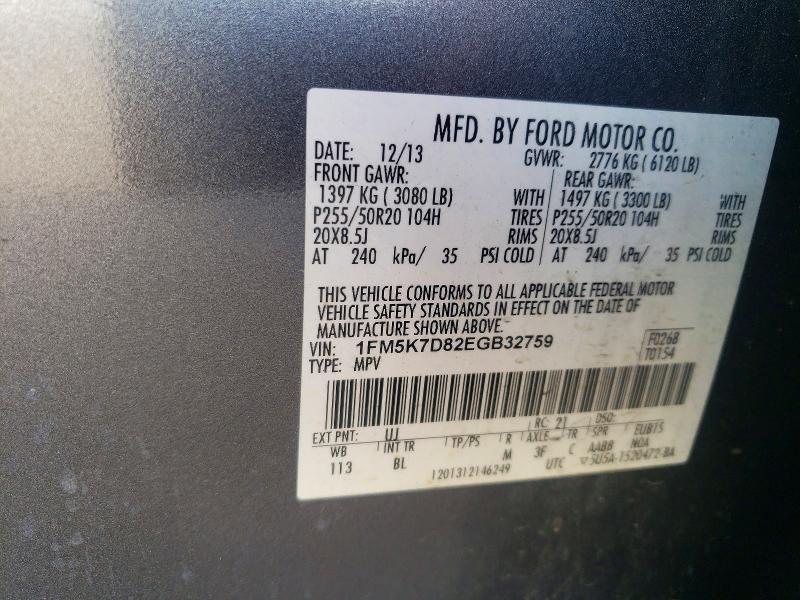 MFD. BY FORD MOTOR CO.
DATE: 12/13 GVWR: 2776 KG ( 6120 LB)
FRONT GAWR: REAR GAWR:
1397 KG ( 3080 LB) WITH 1497 KG ( 3300 LB) WITH
P255/50R20 104H TIRES P255/50R20 104H TIRES
20X8.5J RIMS 20X8.5J RIMS
AT 240 kPa/ 35 PSI COLD AT 240 kPa/ 35 PSI COLD
THIS VEHICLE CONFORMS TO ALL APPLICABLE FEDERAL MOTOR
VEHICLE SAFETY STANDARDS IN EFFECT ON THE DATE OF
MANUFACTURE SHOWN ABOVE.
VIN: 1FM5K7D82EGB32759 F0268
TYPE: MPV T0154
EXT PNT: UJ RC: 21 DSO:
WB INT TR TP/PS R AXLE TR SPR EUBT5
113 BL M 3F C AABB NOA
1201312146249 UTC ▽5U5A-1520472-BA